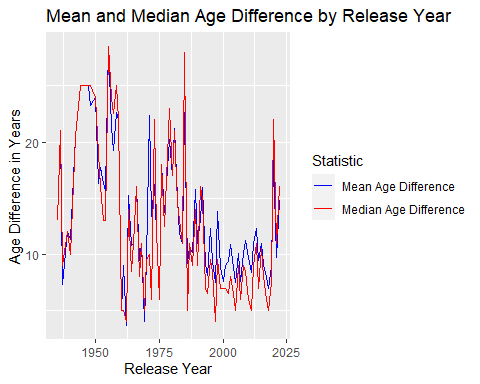 Mean and Median Age Difference by Release Year
Age Difference in Years
20
10
1950
1975
2000
2025
Release Year
Statistic
Mean Age Difference
Median Age Difference